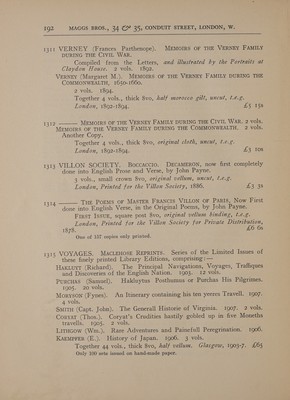 192 MAGGS BROS., 34 & 35, CONDUIT STREET, LONDON, W.
1311 VERNEY (Frances Parthenope). MEMOIRS OF THE VERNEY FAMILY
DURING THE CIVIL WAR.
Compiled from the Letters, and illustrated by the Portraits at
Claydon House. 2 vols. 1892.
VERNEY (Margaret M.). MEMOIRS OF THE VERNEY FAMILY DURING THE
COMMONWEALTH, 1650-1660.
2 vols. 1894.
Together 4 vols., thick 8vo, half morocco gilt, uncut, t.e.g.
London, 1892-1894. £5 15s
1312 ——— MEMOIRS OF THE VERNEY FAMILY DURING THE CIVIL WAR. 2 vols.
MEMOIRS OF THE VERNEY FAMILY DURING THE COMMONWEALTH. 2 vols.
Another Copy.
Together 4 vols., thick 8vo, original cloth, uncut, t.e.g.
London, 1892-1894. £3 10s
1313 VILLON SOCIETY. BOCCACCIO. DECAMERON, now first completely
done into English Prose and Verse, by John Payne.
3 vols., small crown 8vo, original vellum, uncut, t.e.g.
London, Printed for the Villon Society, 1886. £5 5s
1314 ——— THE POEMS OF MASTER FRANCIS VILLON OF PARIS, Now First
done into English Verse, in the Original Forms, by John Payne.
FIRST ISSUE, square post 8vo, original vellum binding, t.e.g.
London, Printed for the Villon Society for Private Distribution,
1878. £6 6s
One of 157 copies only printed.
1315 VOYAGES. MACLEHOSE REPRINTS. Series of the Limited Issues of
these finely printed Library Editions, comprising:—
HAKLUYT (Richard). The Principal Navigations, Voyages, Traffiques
and Discoveries of the English Nation. 1903. 12 vols.
PURCHAS (Samuel). Hakluytus Posthumus or Purchas His Pilgrimes.
1905. 20 vols.
MORYSON (Fynes). An Itinerary containing his ten yeeres Travell. 1907.
4 vols.
SMITH (Capt. John). The Generall Historie of Virginia. 1907. 2 vols.
CORYAT (Thos.). Coryat's Crudities hastily gobled up in five Moneths
travells. 1905. 2 vols.
LITHGOW (Wm.). Rare Adventures and Painefull Peregrination. 1906.
KAEMPFER (E.). History of Japan. 1906. 3 vols.
Together 44 vols., thick 8vo, half vellum. Glasgow, 1903-7. £65
Only 100 sets issued on hand-made paper.